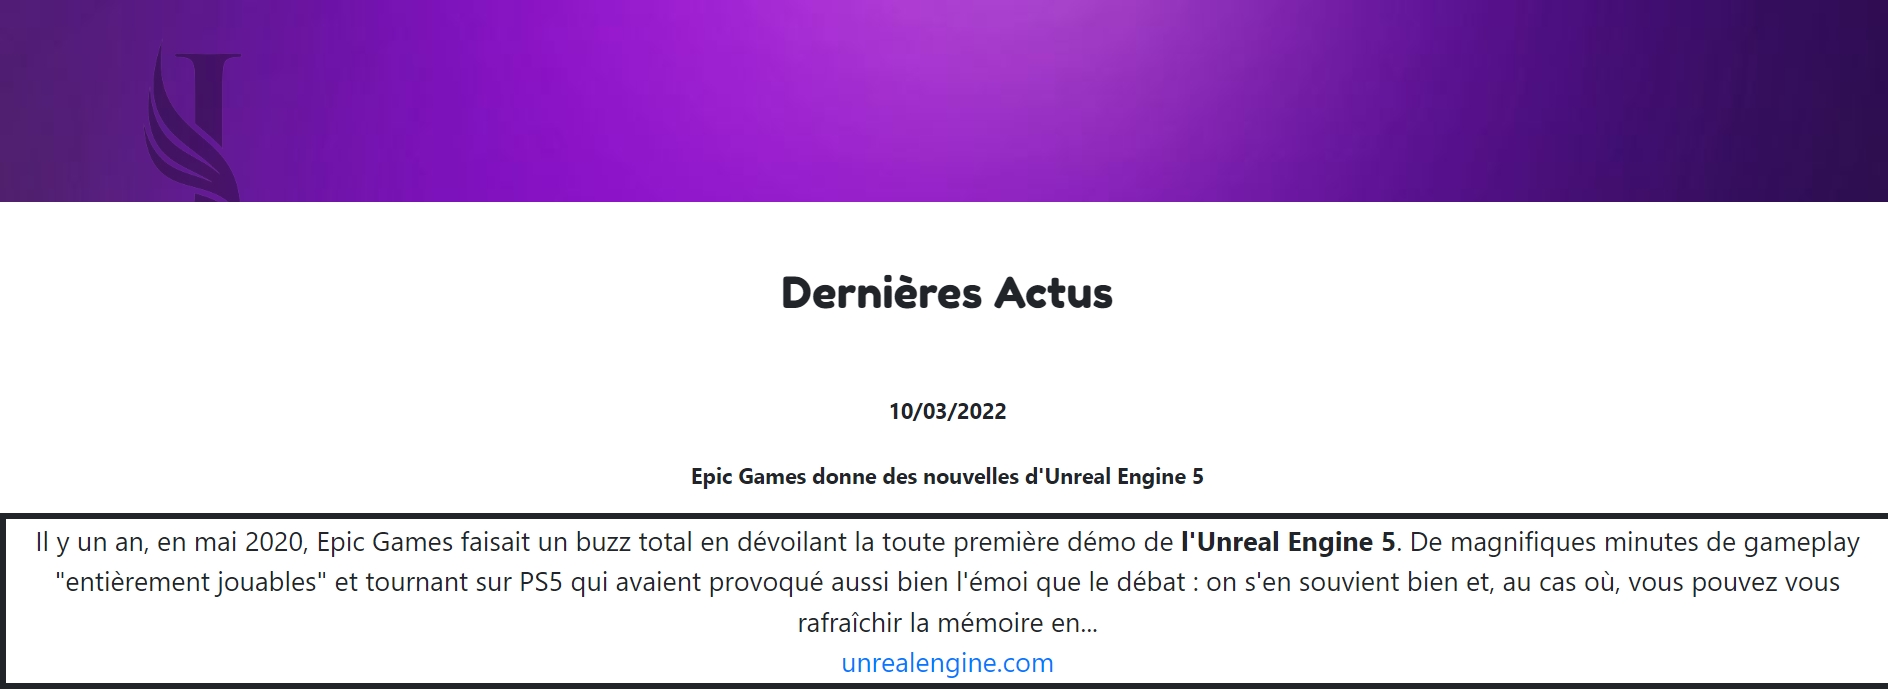 Dernières Actus
10/03/2022
Epic Games donne des nouvelles d'Unreal Engine 5
Il y un an, en mai 2020, Epic Games faisait un buzz total en dévoilant la toute première démo de l'Unreal Engine 5. De magnifiques minutes de gameplay
"entièrement jouables" et tournant sur PS5 qui avaient provoqué aussi bien l'émoi que le débat : on s'en souvient bien et, au cas où, vous pouvez vous
rafraîchir la mémoire en...
unrealengine.com